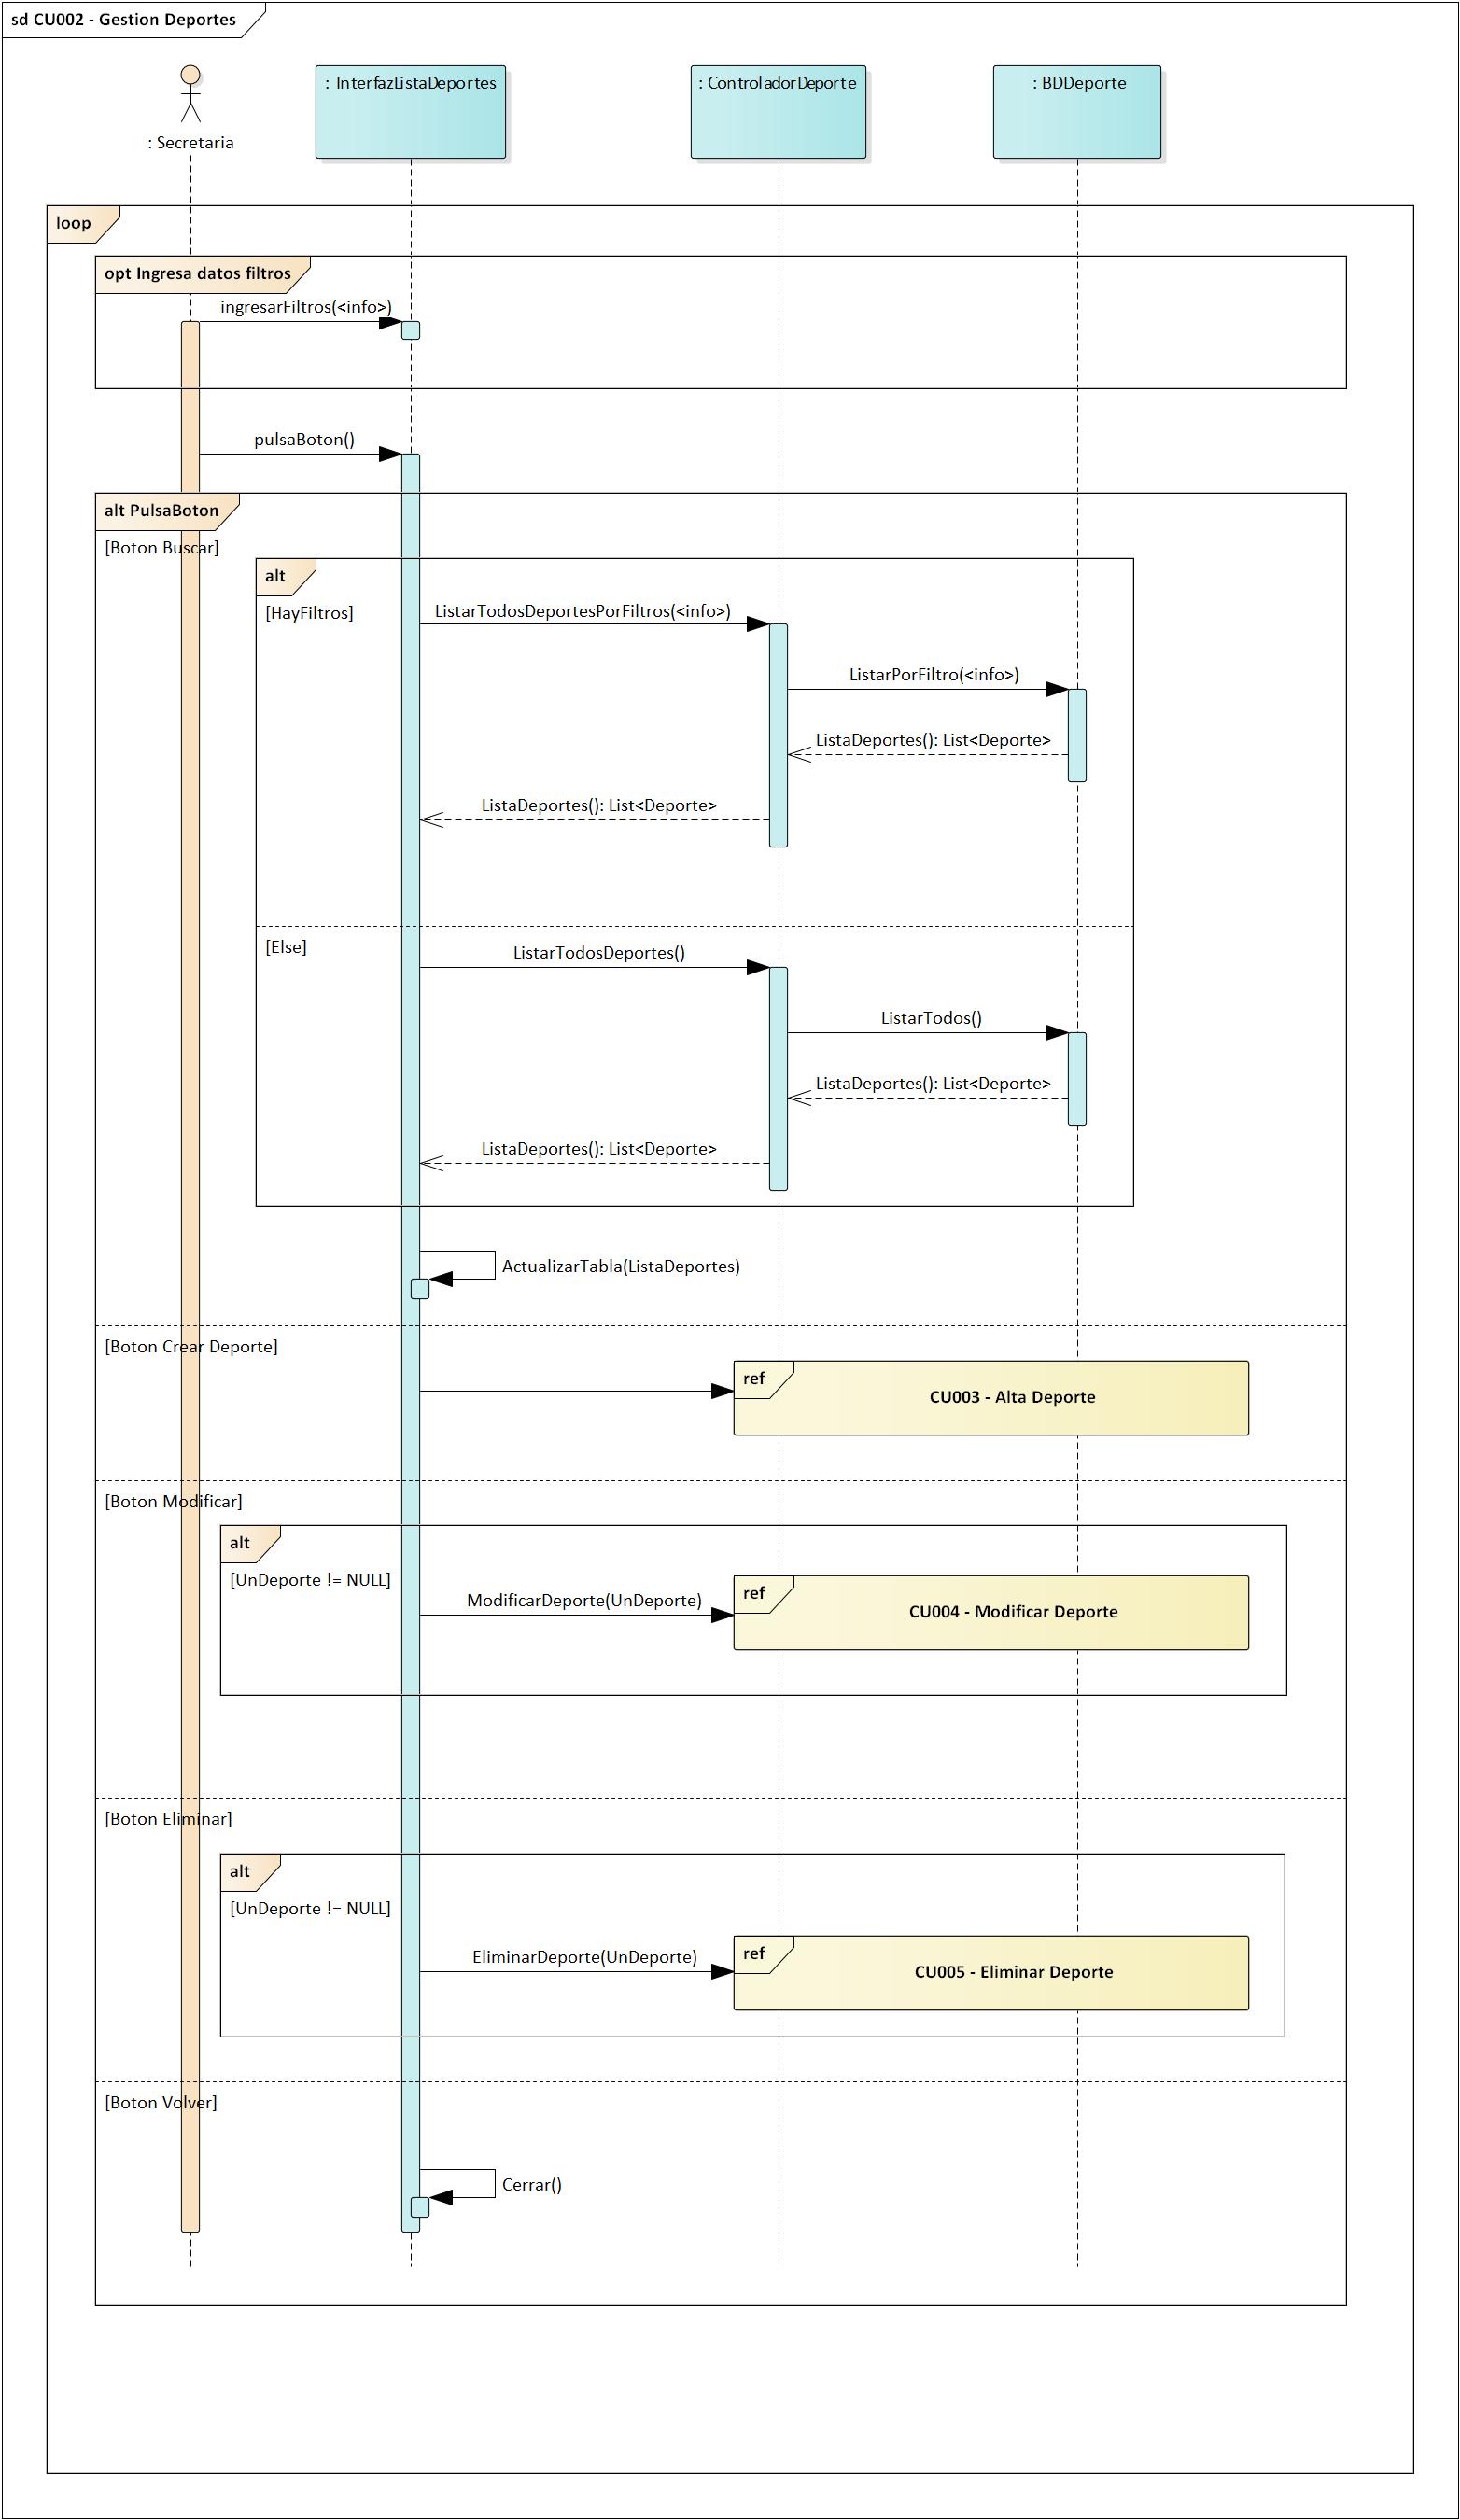 sd CU002 - Gestion Deportes
: Secretaria
: InterfazListaDeportes
: ControladorDeporte
: BDDeporte
loop
opt Ingresa datos filtros
ingresarFiltros(<info>)
pulsaBoton()
alt PulsaBoton
[Boton Buscar]
alt
[HayFiltros]
ListarTodosDeportesPorFiltros(<info>)
ListarPorFiltro(<info>)
ListaDeportes(): List<Deporte>
ListaDeportes(): List<Deporte>
[Else]
ListarTodosDeportes()
ListarTodos()
ListaDeportes(): List<Deporte>
ListaDeportes(): List<Deporte>
ActualizarTabla(ListaDeportes)
[Boton Crear Deporte]
ref
CU003 - Alta Deporte
[Boton Modificar]
alt
[UnDeporte != NULL]
ModificarDeporte(UnDeporte)
ref
CU004 - Modificar Deporte
[Boton Eliminar]
alt
[UnDeporte != NULL]
EliminarDeporte(UnDeporte)
ref
CU005 - Eliminar Deporte
[Boton Volver]
Cerrar()